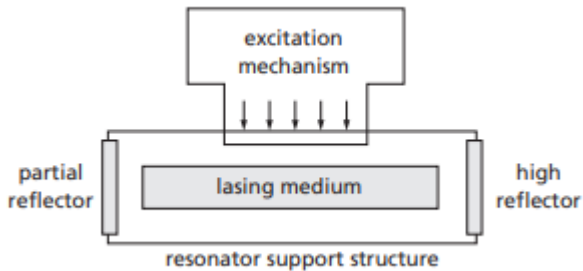 excitation
mechanism
partial
reflector
lasing medium
high
reflector
resonator support structure